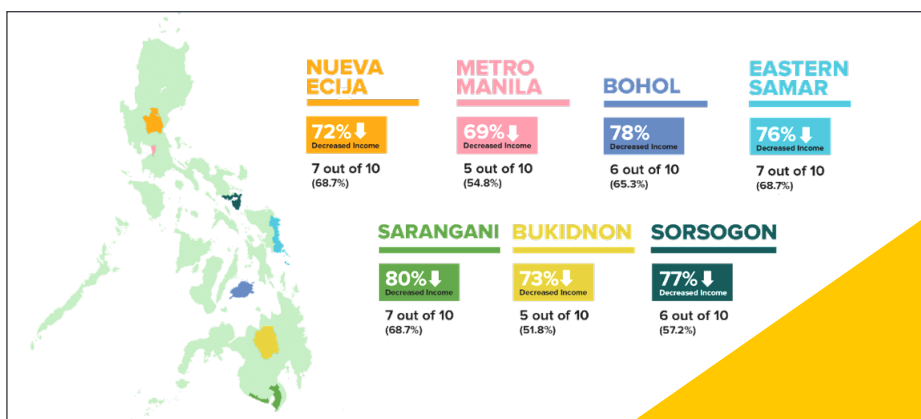 NUEVA
ECIJA
72%
Decreased Income
7 out of 10
(68.7%)
METRO
MANILA
69%
Decreased Income
5 out of 10
(54.8%)
BOHOL
78%
Decreased Income
6 out of 10
(65.3%)
EASTERN
SAMAR
76%
Decreased Income
7 out of 10
(68.7%)
SARANGANI
80%
Decreased Income
7 out of 10
(68.7%)
BUKIDNON
73%
Decreased Income
5 out of 10
(51.8%)
SORSOGON
77%
Decreased Income
6 out of 10
(57.2%)